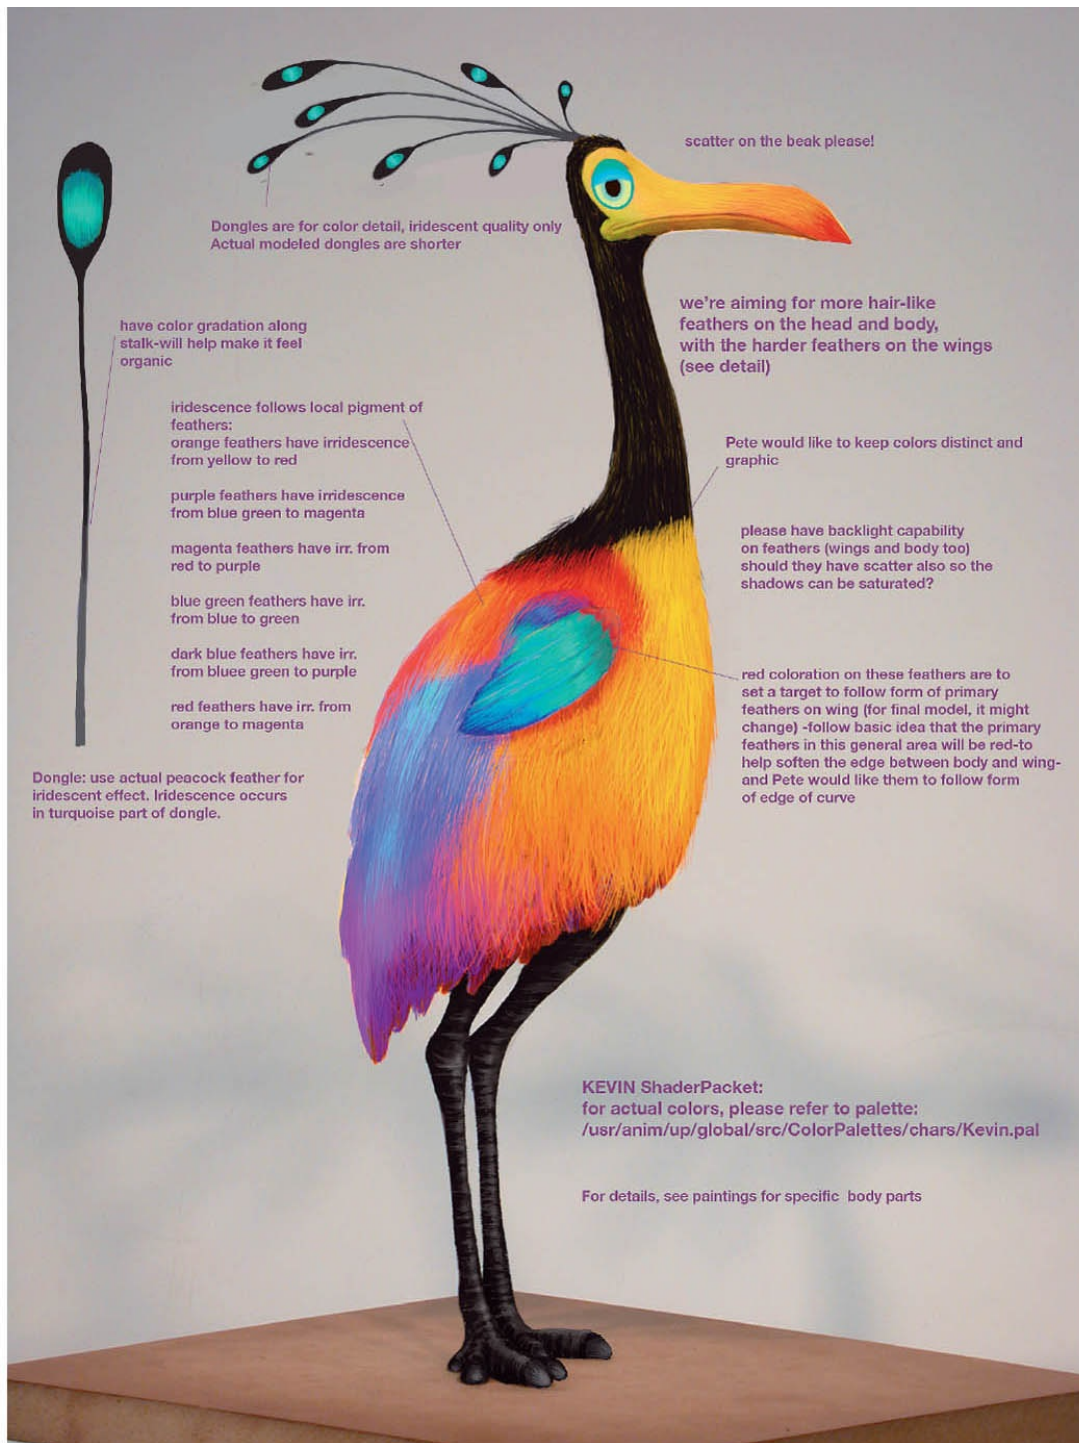 scatter on the beak please!
Dongles are for color detail, iridescent quality only
Actual modeled dongles are shorter
we're aiming for more hair-like
feathers on the head and body,
with the harder feathers on the wings
(see detail)
have color gradation along
stalk-will help make it feel
organic
iridescence follows local pigment of
feathers:
orange feathers have irridescence
from yellow to red
purple feathers have irridescence
from blue green to magenta
magenta feathers have irr. from
red to purple
blue green feathers have irr.
from blue to green
dark blue feathers have irr.
from bluee green to purple
red feathers have irr. from
orange to magenta
Pete would like to keep colors distinct and
graphic
please have backlight capability
on feathers (wings and body too)
should they have scatter also so the
shadows can be saturated?
red coloration on these feathers are to
set a target to follow form of primary
feathers on wing (for final model, it might
change) -follow basic idea that the primary
feathers in this general area will be red-to
help soften the edge between body and wing-
and Pete would like them to follow form
of edge of curve
Dongle: use actual peacock feather for
iridescent effect. Iridescence occurs
in turquoise part of dongle.
KEVIN ShaderPacket:
for actual colors, please refer to palette:
/usr/anim/up/global/src/ColorPalettes/chars/Kevin.pal
For details, see paintings for specific body parts